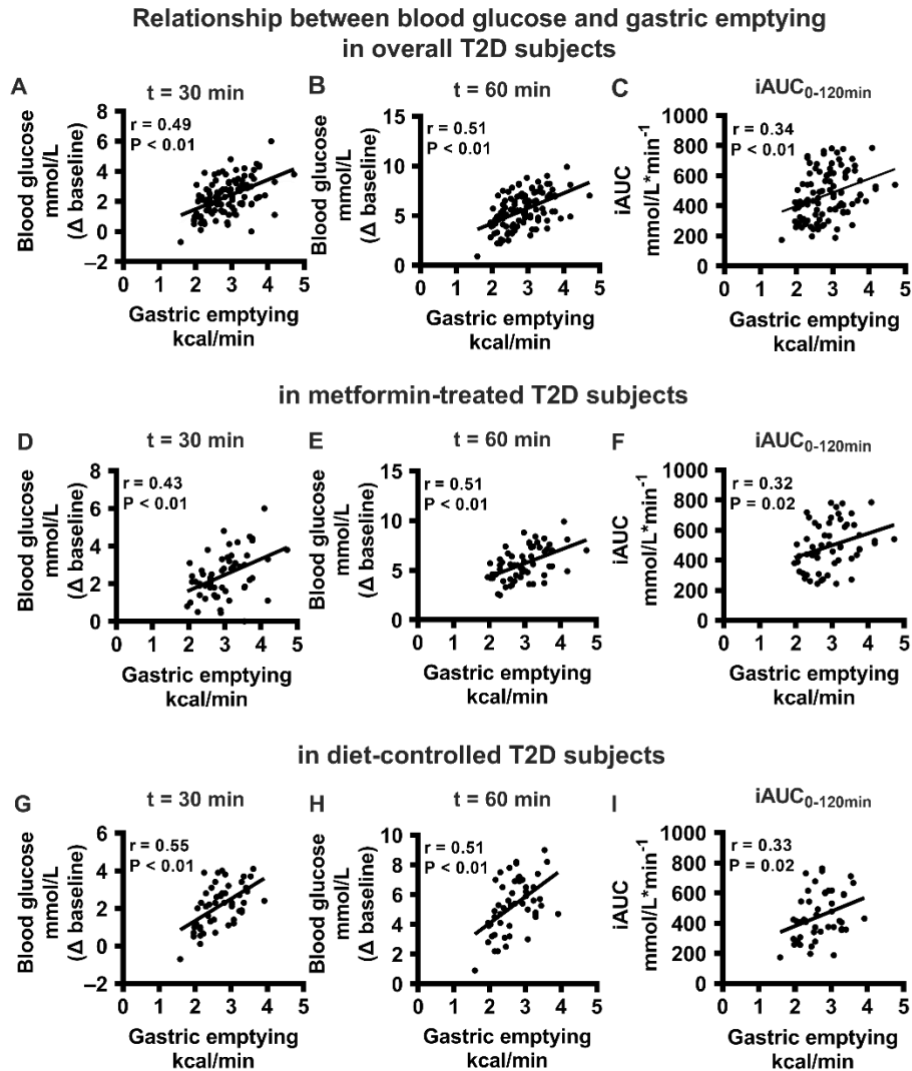 Relationship between blood glucose and gastric emptying
in overall T2D subjects
A
t = 30 min
Blood glucose
mmol/L
(Δ baseline)
8
6
4
2
0
–2
r = 0.49
P < 0.01
0 1 2 3 4 5
Gastric emptying
kcal/min
B
t = 60 min
Blood glucose
mmol/L
(Δ baseline)
15
10
5
0
r = 0.51
P < 0.01
0 1 2 3 4 5
Gastric emptying
kcal/min
C
iAUC0-120min
iAUC
mmol/L*min-1
1000
800
600
400
200
0
r = 0.34
P < 0.01
0 1 2 3 4 5
Gastric emptying
kcal/min
in metformin-treated T2D subjects
D
t = 30 min
Blood glucose
mmol/L
(Δ baseline)
8
6
4
2
0
r = 0.43
P < 0.01
0 1 2 3 4 5
Gastric emptying
kcal/min
E
t = 60 min
Blood glucose
mmol/L
(Δ baseline)
15
10
5
0
r = 0.51
P < 0.01
0 1 2 3 4 5
Gastric emptying
kcal/min
F
iAUC0-120min
iAUC
mmol/L*min-1
1000
800
600
400
200
0
r = 0.32
P = 0.02
0 1 2 3 4 5
Gastric emptying
kcal/min
in diet-controlled T2D subjects
G
t = 30 min
Blood glucose
mmol/L
(Δ baseline)
6
4
2
0
–2
r = 0.55
P < 0.01
0 1 2 3 4 5
Gastric emptying
kcal/min
H
t = 60 min
Blood glucose
mmol/L
(Δ baseline)
10
8
6
4
2
0
r = 0.51
P < 0.01
0 1 2 3 4 5
Gastric emptying
kcal/min
I
iAUC0-120min
iAUC
mmol/L*min-1
1000
800
600
400
200
0
r = 0.33
P = 0.02
0 1 2 3 4 5
Gastric emptying
kcal/min